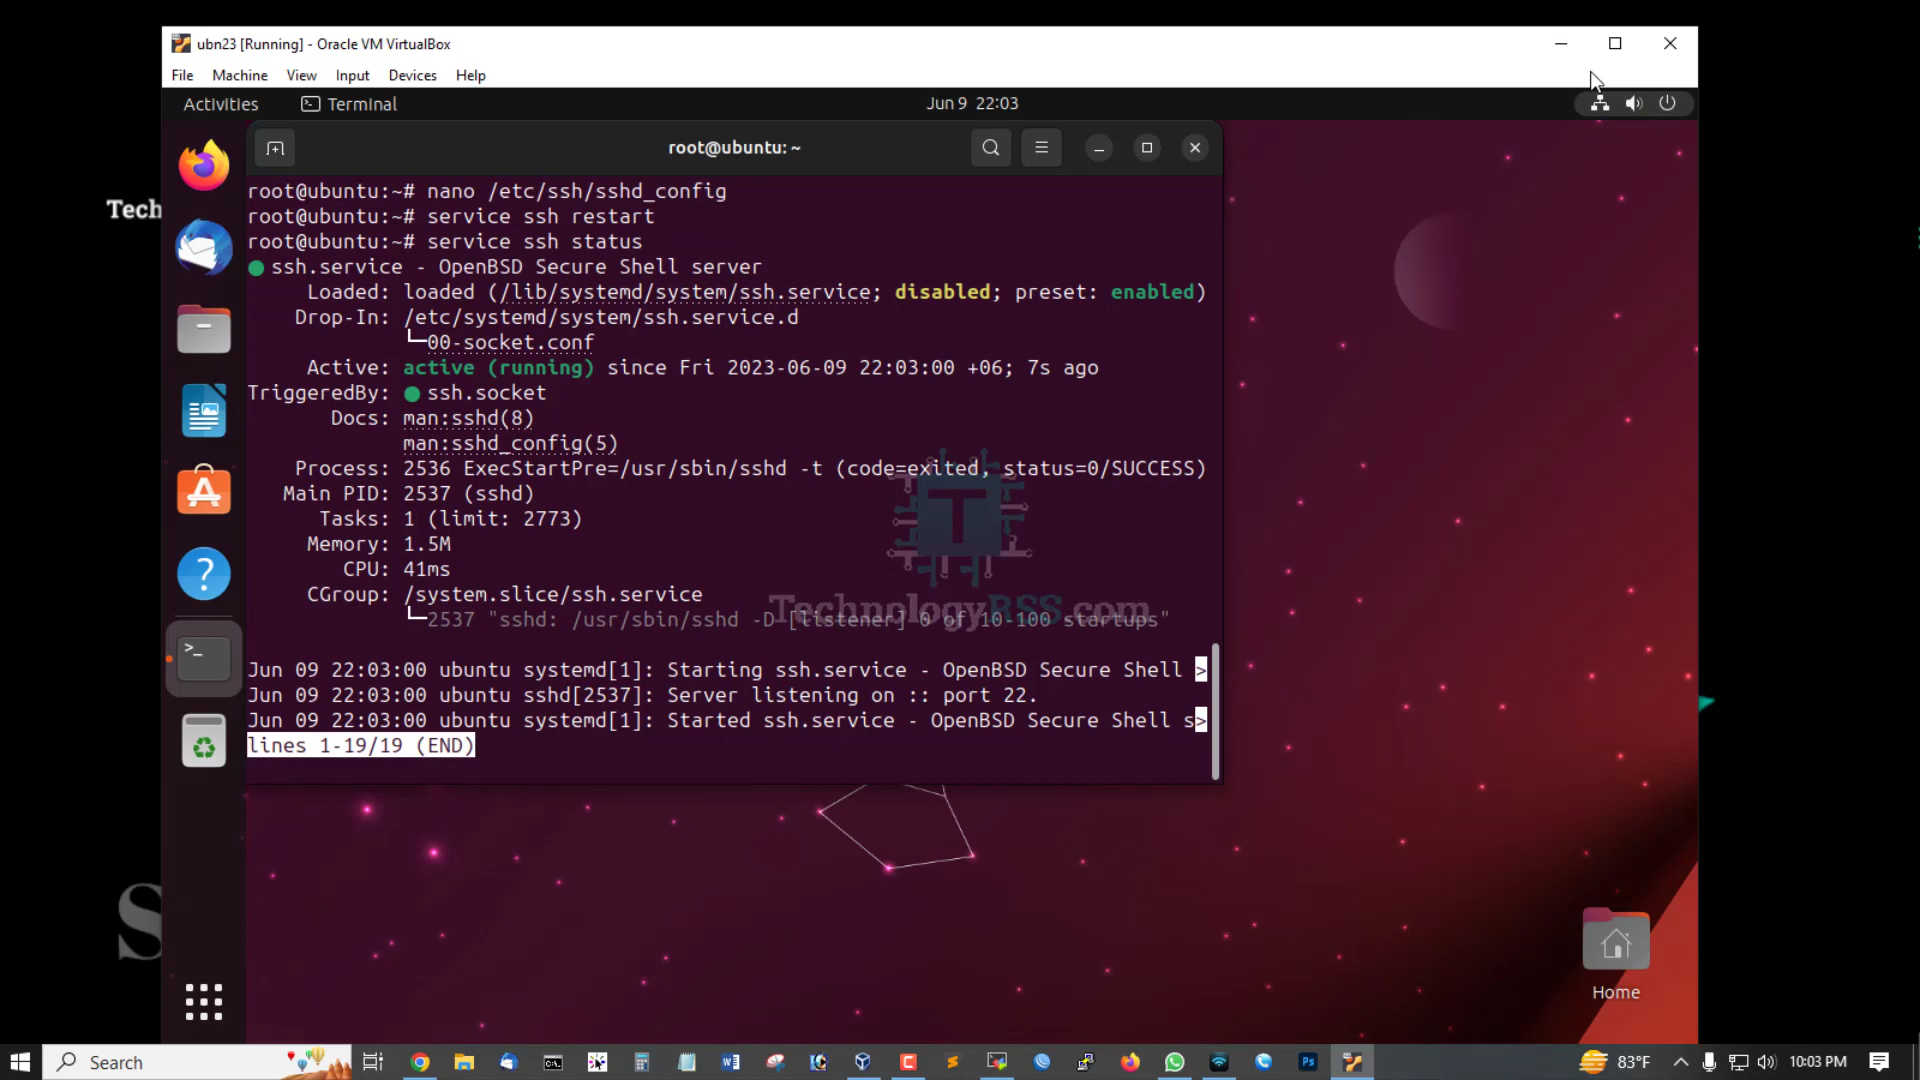 ubn23 [Running] - Oracle VM VirtualBox
File Machine View Input Devices Help
Activities Terminal Jun 9 22:03
root@ubuntu: ~
Tech
root@ubuntu:~# nano /etc/ssh/sshd_config
root@ubuntu:~# service ssh restart
root@ubuntu:~# service ssh status
ssh.service - OpenBSD Secure Shell server
Loaded: loaded (/lib/systemd/system/ssh.service; disabled; preset: enabled)
Drop-In: /etc/systemd/system/ssh.service.d
└─00-socket.conf
Active: active (running) since Fri 2023-06-09 22:03:00 +06; 7s ago
TriggeredBy: ● ssh.socket
Docs: man:sshd(8)
man:sshd_config(5)
Process: 2536 ExecStartPre=/usr/sbin/sshd -t (code=exited, status=0/SUCCESS)
Main PID: 2537 (sshd)
Tasks: 1 (limit: 2773)
Memory: 1.5M
CPU: 41ms
CGroup: /system.slice/ssh.service
└─2537 "sshd: /usr/sbin/sshd -D [listener] 0 of 10-100 startups"
T
TechnologyRSS.com
Jun 09 22:03:00 ubuntu systemd[1]: Starting ssh.service - OpenBSD Secure Shell >
Jun 09 22:03:00 ubuntu sshd[2537]: Server listening on :: port 22.
Jun 09 22:03:00 ubuntu systemd[1]: Started ssh.service - OpenBSD Secure Shell s>
lines 1-19/19 (END)
S
Home
Search
83°F 10:03 PM